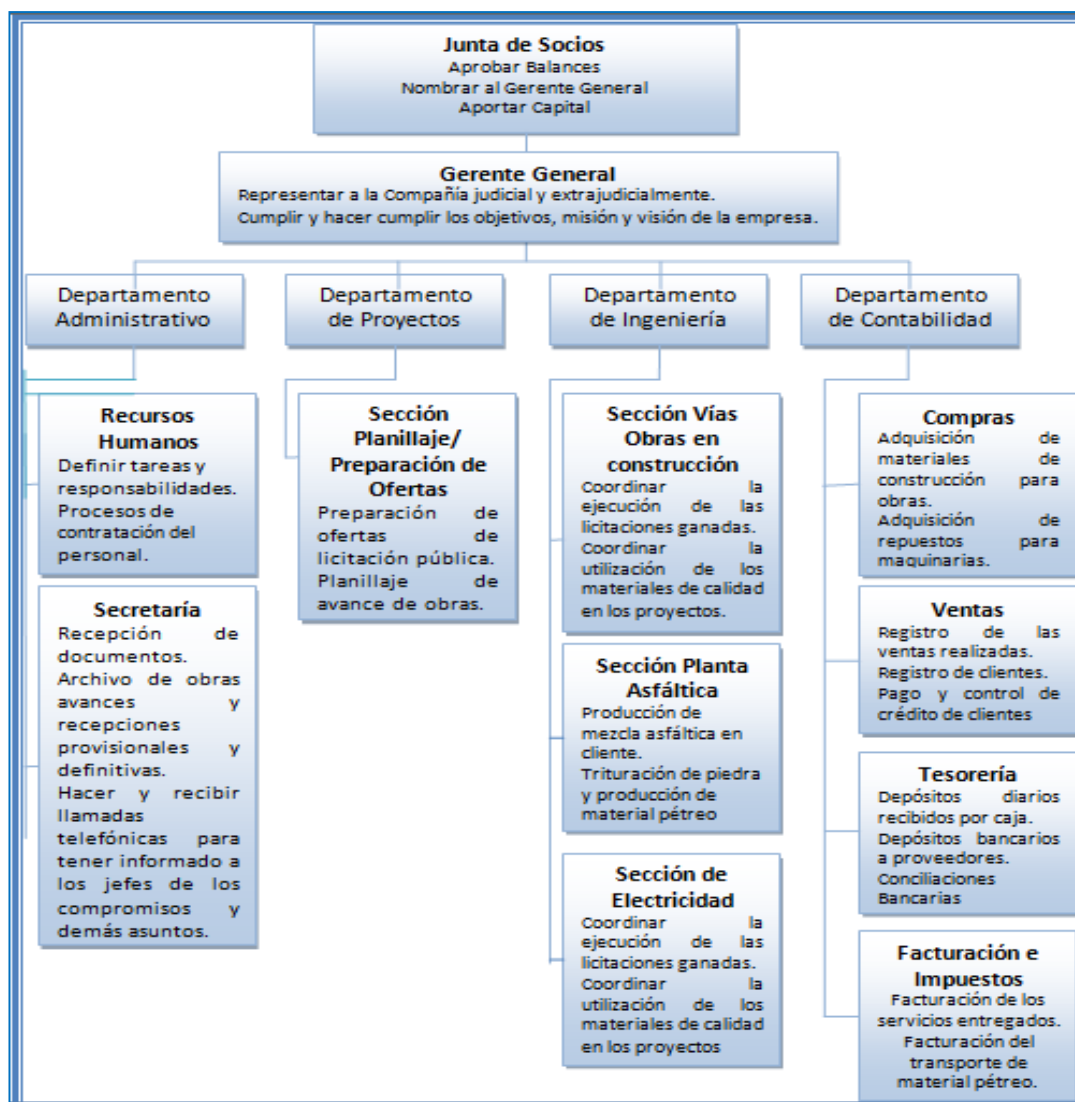 Junta de Socios
Aprobar Balances
Nombrar al Gerente General
Aportar Capital
Gerente General
Representar a la Compañía judicial y extrajudicialmente.
Cumplir y hacer cumplir los objetivos, misión y visión de la empresa.
Departamento
Administrativo
Departamento
de Proyectos
Departamento
de Ingeniería
Departamento
de Contabilidad
Recursos
Humanos
Definir tareas y
responsabilidades.
Procesos de
contratación del
personal.
Secretaría
Recepción de
documentos.
Archivo de obras
avances y
recepciones
provisionales y
definitivas.
Hacer y recibir
llamadas
telefónicas para
tener informado a
los jefes de los
compromisos y
demás asuntos.
Sección
Planillaje/
Preparación de
Ofertas
Preparación de
ofertas de
licitación pública.
Planillaje de
avance de obras.
Sección Vías
Obras en
construcción
Coordinar la
ejecución de las
licitaciones ganadas.
Coordinar la
utilización de los
materiales de calidad
en los proyectos.
Sección Planta
Asfáltica
Producción de
mezcla asfáltica en
cliente.
Trituración de piedra
y producción de
material pétreo
Sección de
Electricidad
Coordinar la
ejecución de las
licitaciones ganadas.
Coordinar la
utilización de los
materiales de calidad
en los proyectos
Compras
Adquisición de
materiales de
construcción para
obras.
Adquisición de
repuestos para
maquinarias.
Ventas
Registro de las
ventas realizadas.
Registro de clientes.
Pago y control de
crédito de clientes
Tesorería
Depósitos diarios
recibidos por caja.
Depósitos bancarios
a proveedores.
Conciliaciones
Bancarias
Facturación e
Impuestos
Facturación de los
servicios entregados.
Facturación del
transporte de
material pétreo.